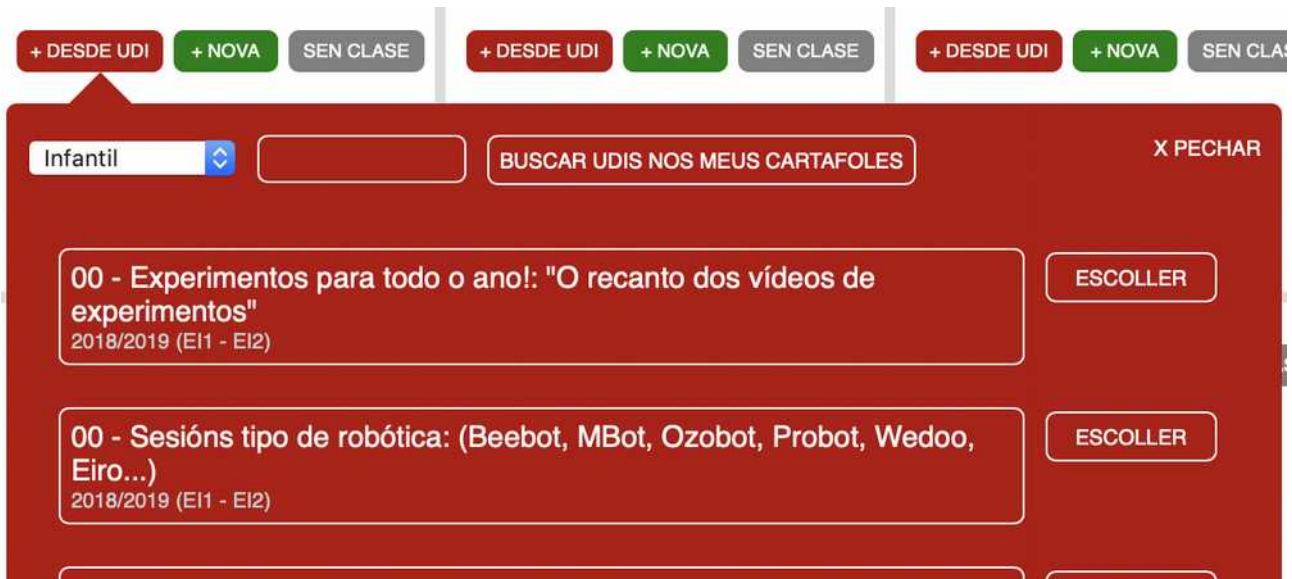 + DESDE UDI + NOVA SEN CLASE + DESDE UDI + NOVA SEN CLASE + DESDE UDI + NOVA SEN
Infantil BUSCAR UDIS NOS MEUS CARTAFOLES X PECHAR
00 - Experimentos para todo o ano!: "O recanto dos vídeos de
experimentos"
2018/2019 (EI1 - EI2)
ESCOLLER
00 - Sesións tipo de robótica: (Beebot, MBot, Ozobot, Probot, Wedoo,
Eiro...)
2018/2019 (EI1 - EI2)
ESCOLLER